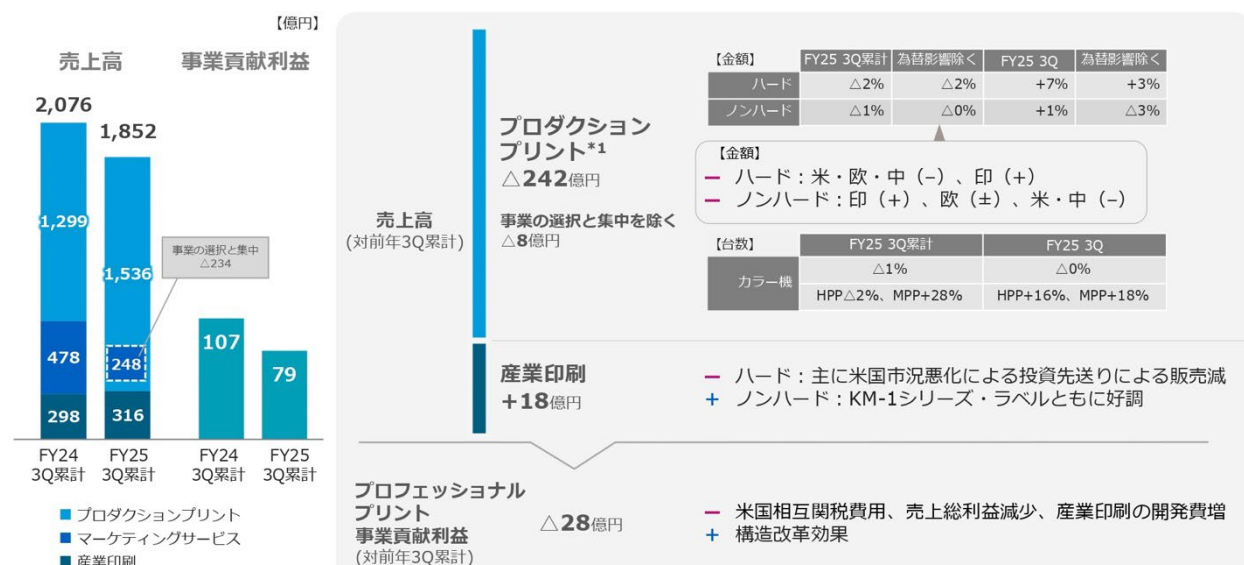 【億円】
売上高
事業貢献利益
2,076
1,852
1,299
1,536
事業の選択と集中
△234
478
248
298
316
107
79
FY24
3Q累計
FY25
3Q累計
FY24
3Q累計
FY25
3Q累計
プロダクションプリント
マーケティングサービス
産業印刷
売上高
(対前年3Q累計)
プロダクション
プリント*1
△242億円
事業の選択と集中を除く
△8億円
【金額】 FY25 3Q累計 為替影響除く FY25 3Q 為替影響除く
ハード △2% △2% +7% +3%
ノンハード △1% △0% +1% △3%
【金額】
− ハード：米・欧・中（−）、印（+）
− ノンハード：印（+）、欧（±）、米・中（−）
【台数】 FY25 3Q累計 FY25 3Q
カラー機
△1% △0%
HPP△2%、MPP+28% HPP+16%、MPP+18%
産業印刷
+18億円
− ハード：主に米国市況悪化による投資先送りによる販売減
+ ノンハード：KM-1シリーズ・ラベルともに好調
プロフェッショナル
プリント
事業貢献利益
(対前年3Q累計)
△28億円
− 米国相互関税費用、売上総利益減少、産業印刷の開発費増
+ 構造改革効果